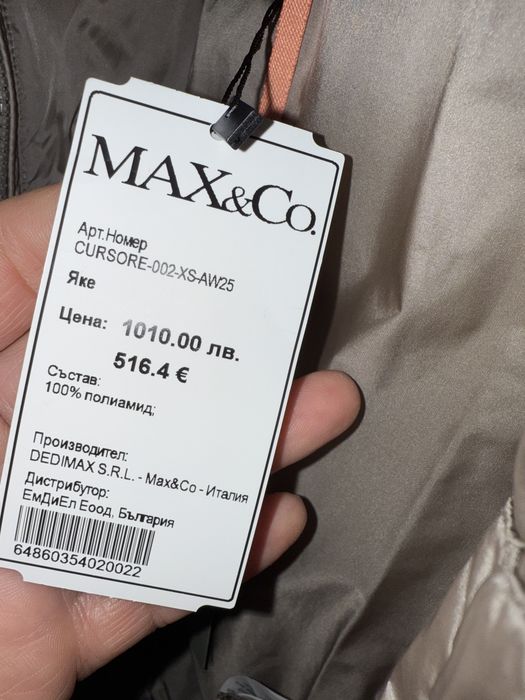 MAX&Co.
Арт.Номер
CURSORE-002-XS-AW25
Яке
Цена: 1010.00 лв.
516.4 €
Състав:
100% полиамид;
Производител:
DEDIMAX S.R.L. - Max&Co - Италия
Дистрибутор:
ЕмДиЕл Еоод, България
64860354020022